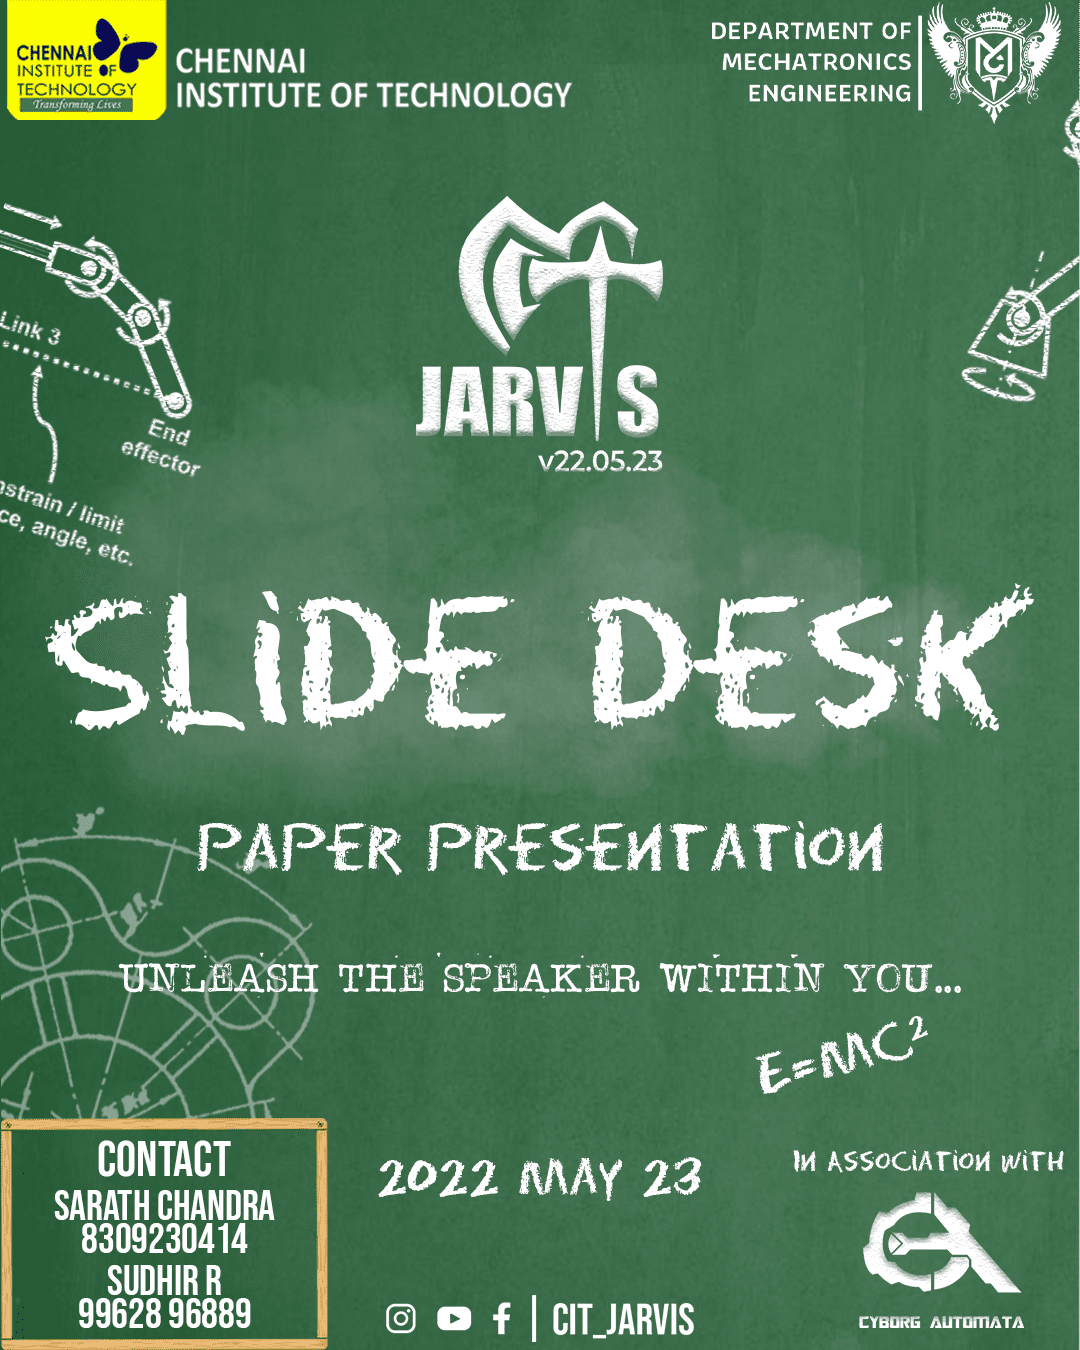 CHENNAI
INSTITUTE OF
TECHNOLOGY
Transforming Lives
CHENNAI
INSTITUTE OF TECHNOLOGY
DEPARTMENT OF
MECHATRONICS
ENGINEERING
JARVIS
v22.05.23
Link 3
End
effector
/ limit
angle, etc.
SLIDE DESK
PAPER PRESENTATION
UNLEASH THE SPEAKER WITHIN YOU...
E=MC²
CONTACT
SARATH CHANDRA
8309230414
SUDHIR R
99628 96889
2022 MAY 23
IN ASSOCIATION WITH
CYBORG AUTOMATA
CIT_JARVIS